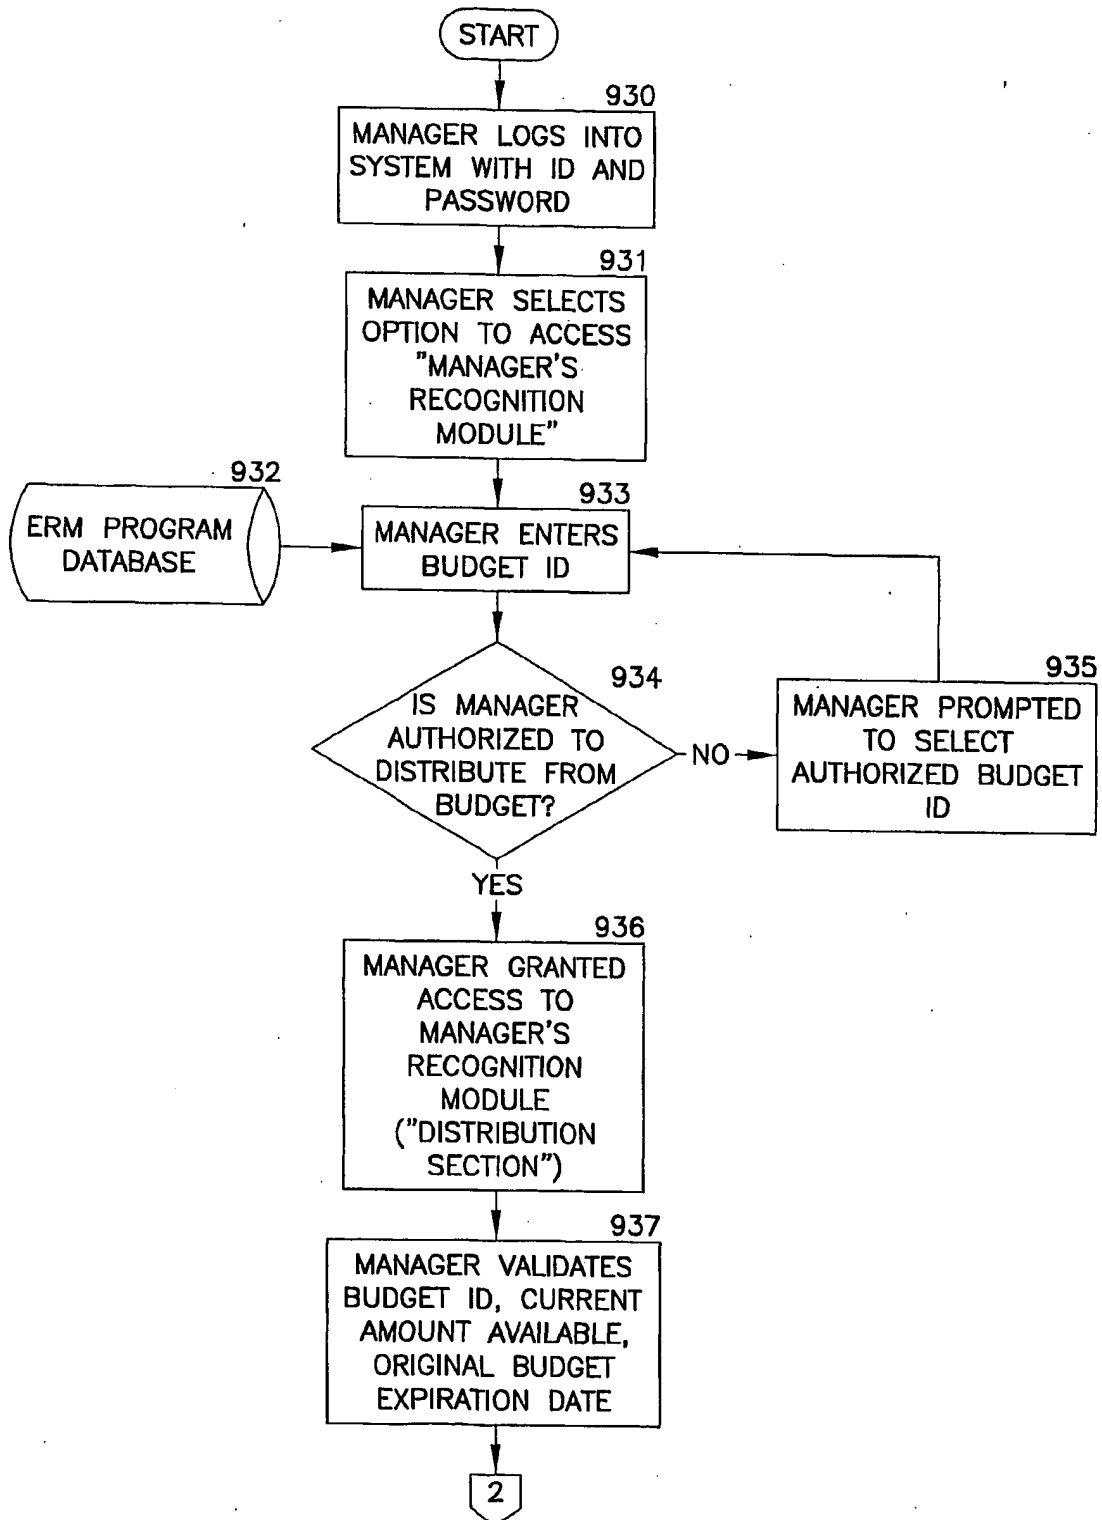 START
930
MANAGER LOGS INTO
SYSTEM WITH ID AND
PASSWORD
931
MANAGER SELECTS
OPTION TO ACCESS
"MANAGER'S
RECOGNITION
MODULE"
932
ERM PROGRAM
DATABASE
933
MANAGER ENTERS
BUDGET ID
934
IS MANAGER
AUTHORIZED TO
DISTRIBUTE FROM
BUDGET?
NO
935
MANAGER PROMPTED
TO SELECT
AUTHORIZED BUDGET
ID
YES
936
MANAGER GRANTED
ACCESS TO
MANAGER'S
RECOGNITION
MODULE
("DISTRIBUTION
SECTION")
937
MANAGER VALIDATES
BUDGET ID, CURRENT
AMOUNT AVAILABLE,
ORIGINAL BUDGET
EXPIRATION DATE
2